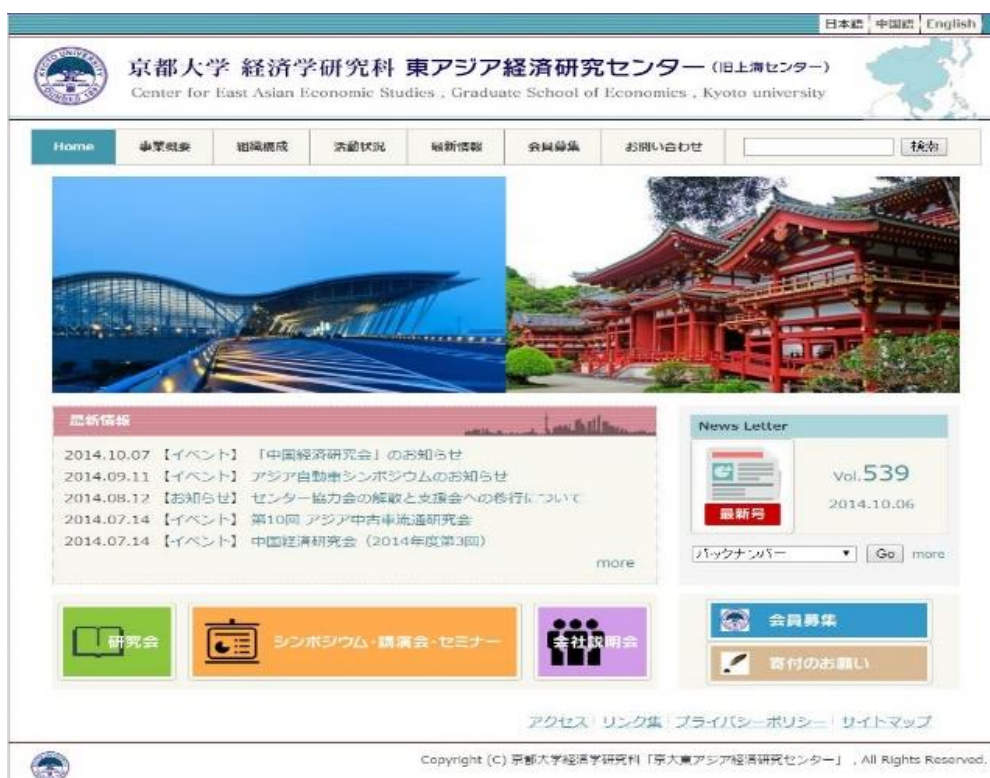 日本語 中国語 English
京都大学 経済学研究科 東アジア経済研究センター (旧上海センター)
Center for East Asian Economic Studies , Graduate School of Economics , Kyoto university
Home 事業概要 組織構成 活動状況 最新情報 会員募集 お問い合わせ 検索
最新情報
2014.10.07 【イベント】 「中国経済研究会」のお知らせ
2014.09.11 【イベント】 アジア自動車シンポジウムのお知らせ
2014.08.12 【お知らせ】 センター協力会の解散と支援会への移行について
2014.07.14 【イベント】 第10回 アジア中古車流通研究会
2014.07.14 【イベント】 中国経済研究会（2014年度第3回）
more
News Letter
Vol.539
2014.10.06
最新号
バックナンバー Go more
研究会
シンポジウム・講演会・セミナー
会社説明会
会員募集
寄付のお願い
アクセス リンク集 プライバシーポリシー サイトマップ
Copyright (C) 京都大学経済学研究科「京大東アジア経済研究センター」 , All Rights Reserved.